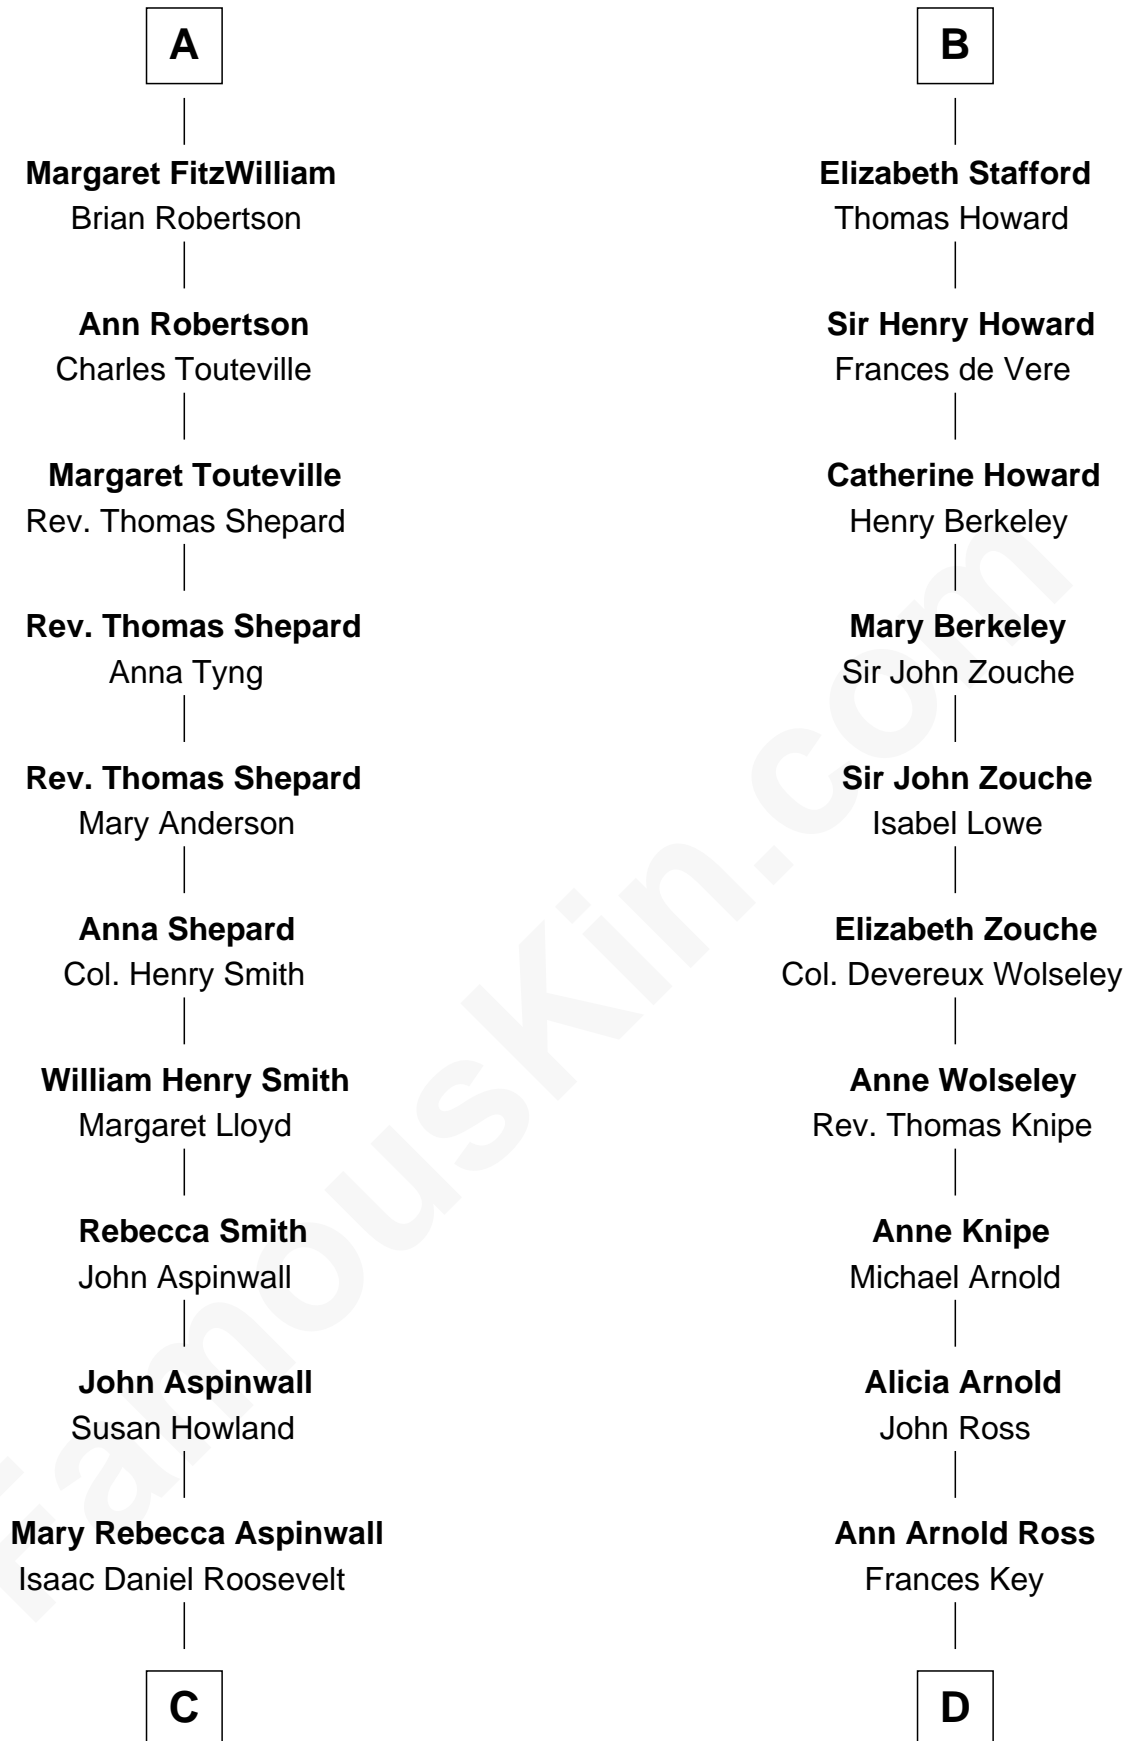 A
Margaret FitzWilliam
Brian Robertson
Ann Robertson
Charles Touteville
Margaret Touteville
Rev. Thomas Shepard
Rev. Thomas Shepard
Anna Tyng
Rev. Thomas Shepard
Mary Anderson
Anna Shepard
Col. Henry Smith
William Henry Smith
Margaret Lloyd
Rebecca Smith
John Aspinwall
John Aspinwall
Susan Howland
Mary Rebecca Aspinwall
Isaac Daniel Roosevelt
C
B
Elizabeth Stafford
Thomas Howard
Sir Henry Howard
Frances de Vere
Catherine Howard
Henry Berkeley
Mary Berkeley
Sir John Zouche
Sir John Zouche
Isabel Lowe
Elizabeth Zouche
Col. Devereux Wolseley
Anne Wolseley
Rev. Thomas Knipe
Anne Knipe
Michael Arnold
Alicia Arnold
John Ross
Ann Arnold Ross
Frances Key
D
FamousKin.com